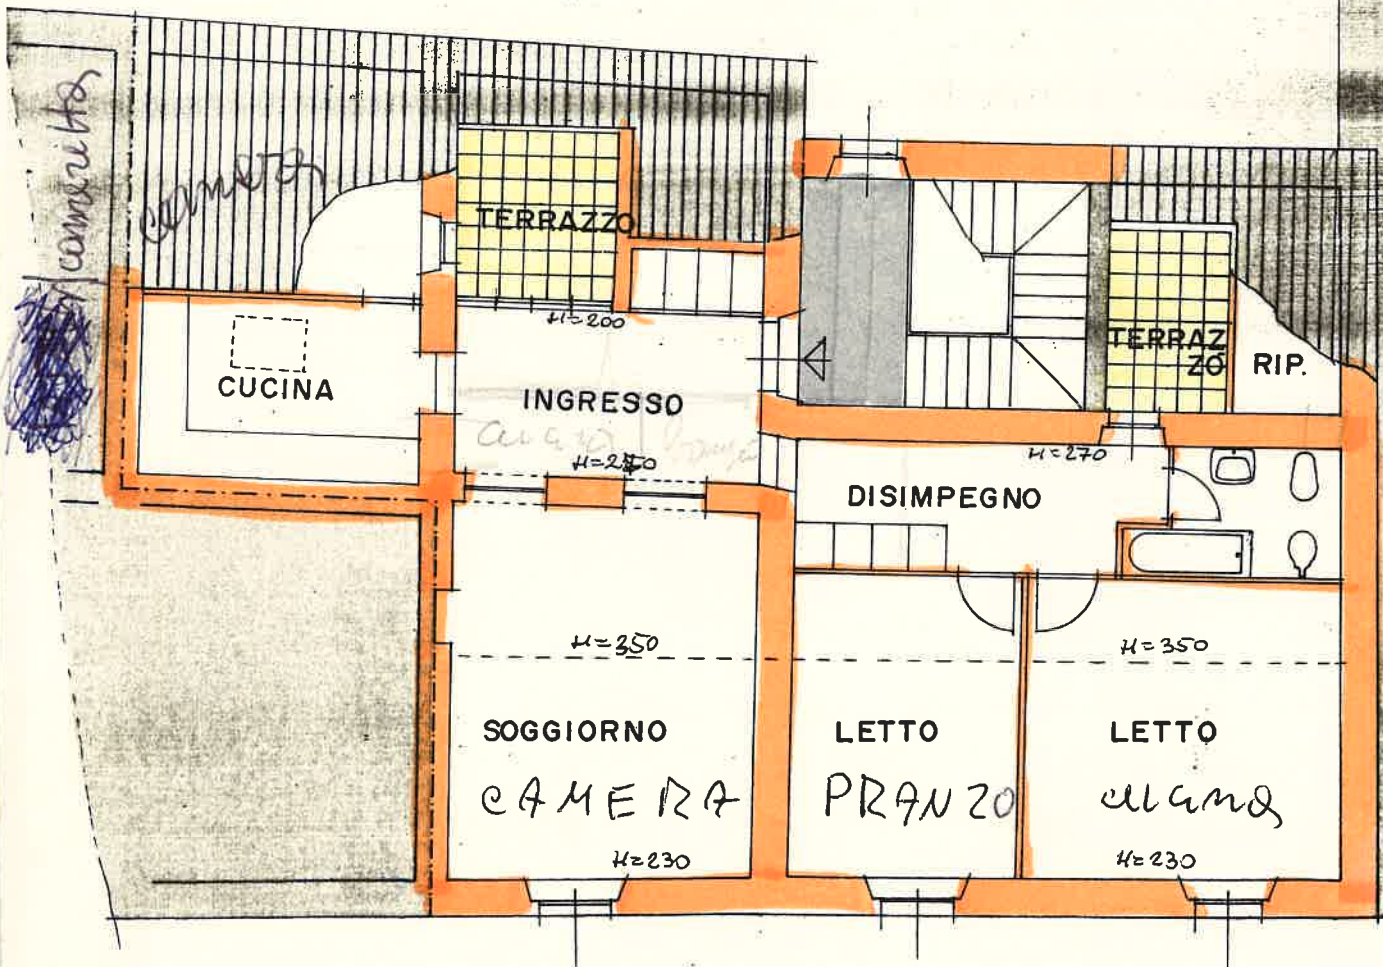 camera
TERRAZZO
H=200
CUCINA
INGRESSO
H=270
TERRAZ
ZO
RIP.
H=270
DISIMPEGNO
H=350
H=350
SOGGIORNO
LETTO
LETTO
CAMERA
PRANZO
cucina
H=230
H=230